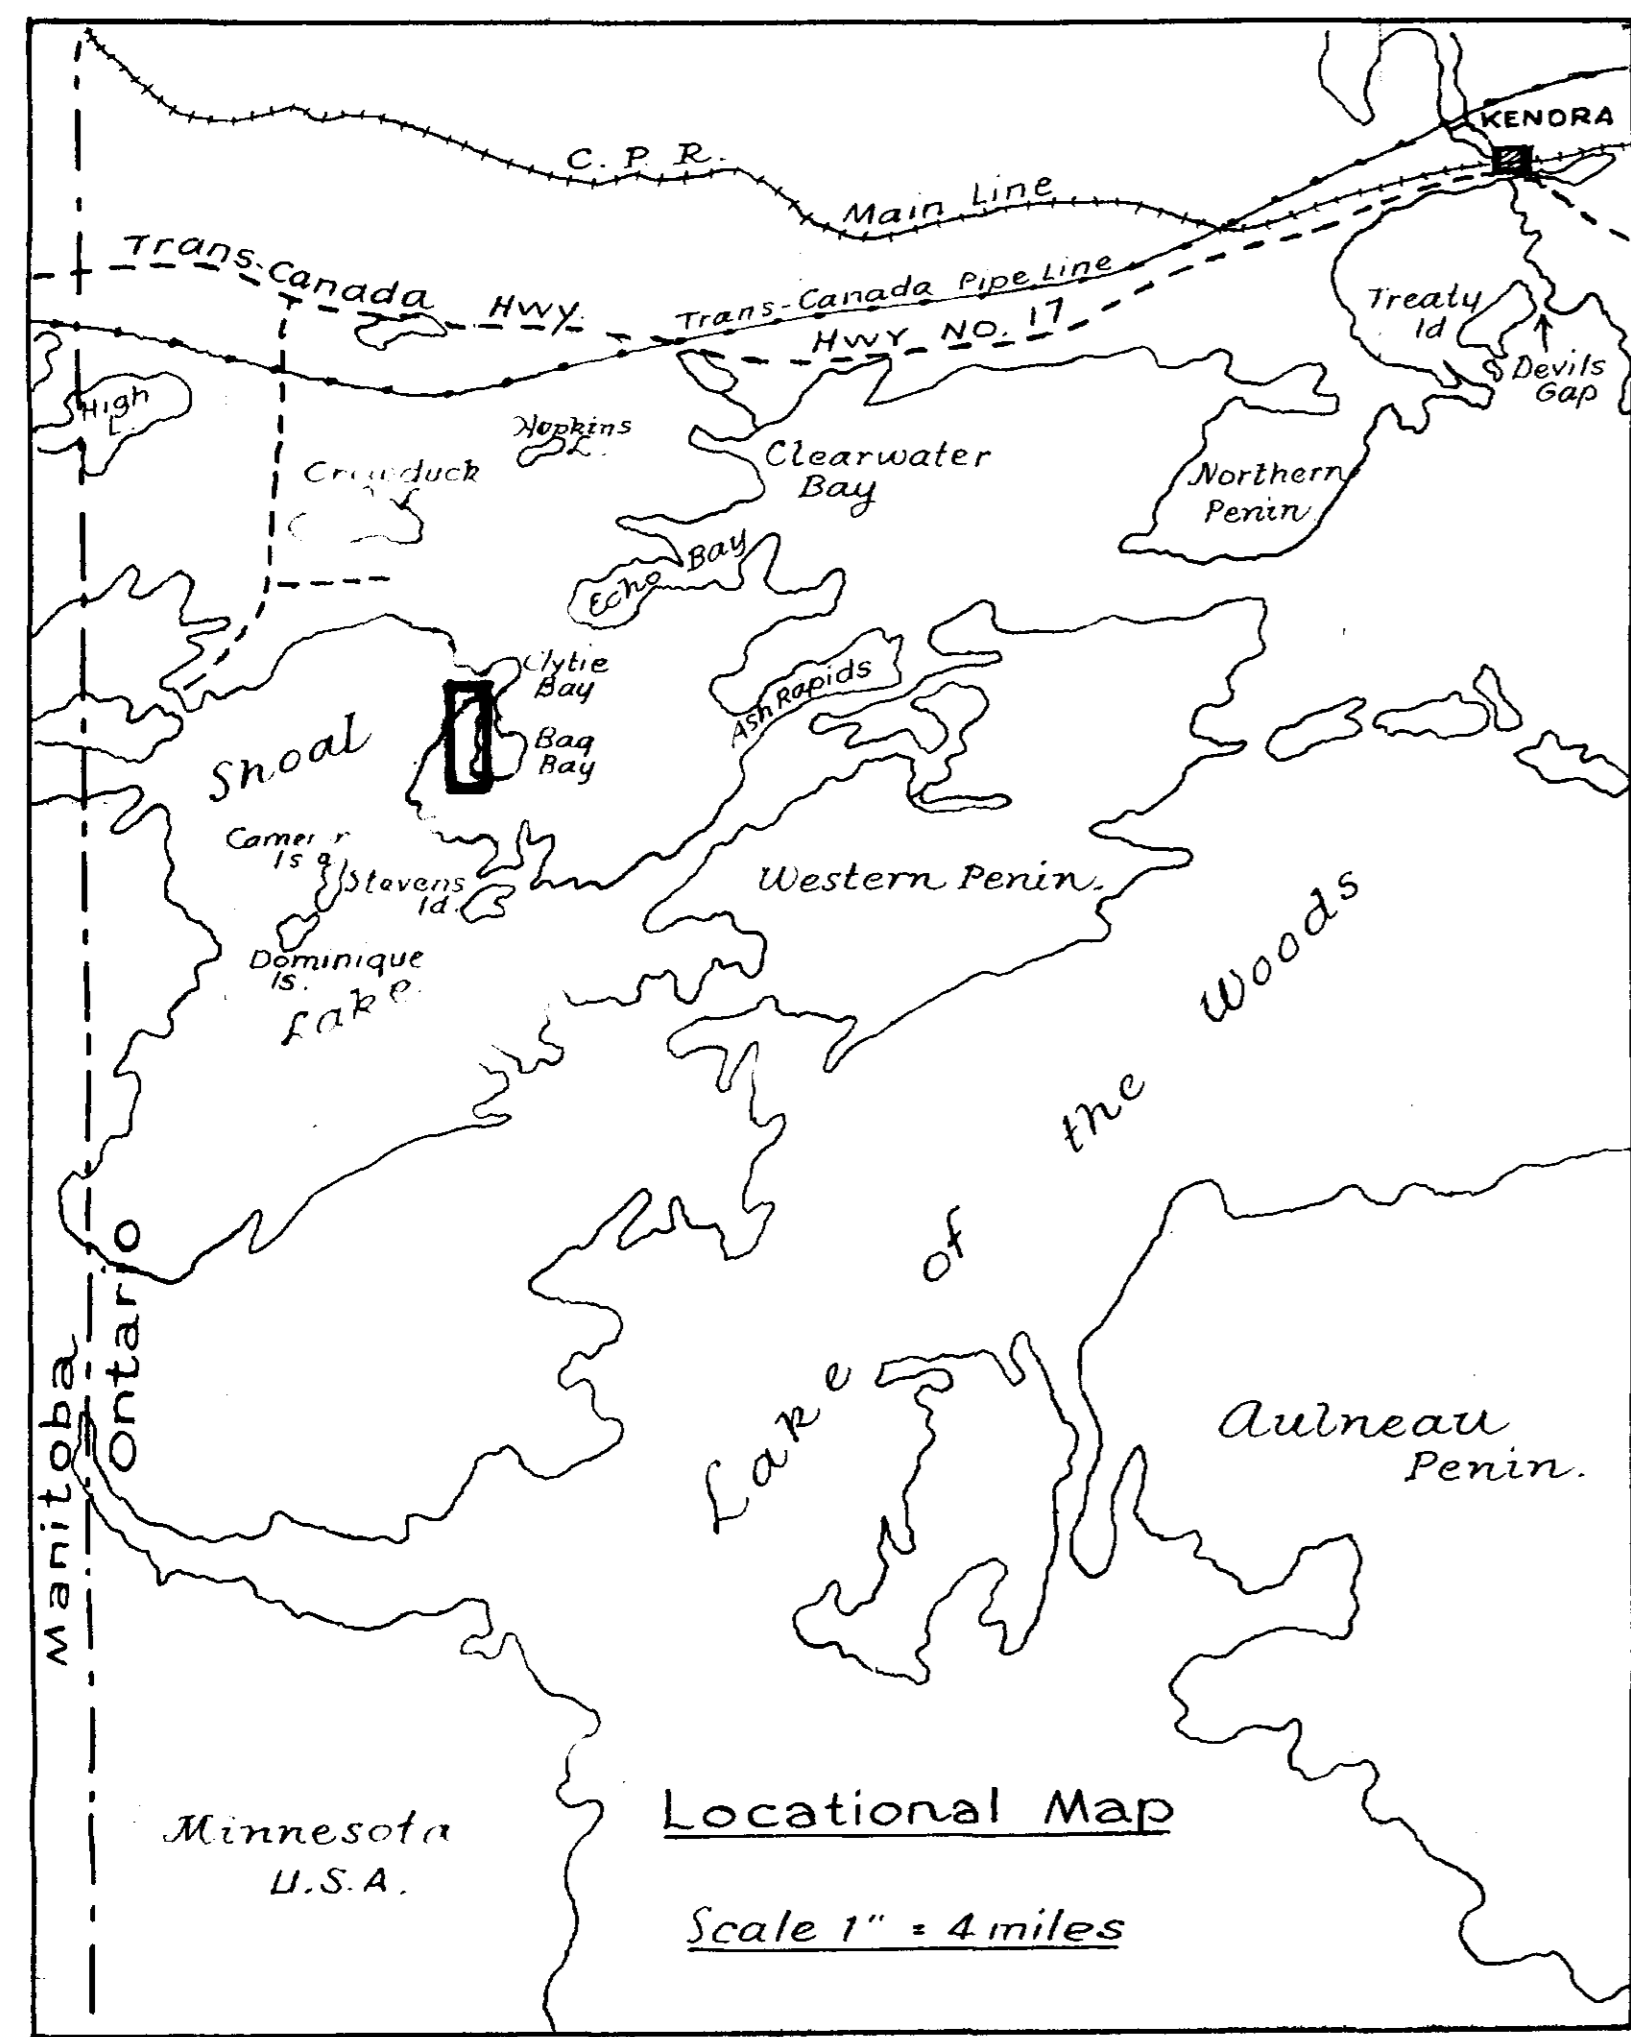 KENORA
C. P. R.
Main Line
Trans-Canada Hwy.
Trans-Canada Pipe Line
HWY NO. 17
Treaty
Id
Devils
Gap
High
L.
Hopkins
L.
Clearwater
Bay
Northern
Penin
Echo Bay
Clytie
Bay
Ash Rapids
Bag
Bay
Shoal
Is
Stevens
Id.
Western Penin.
Dominique
Is.
Lake
Woods
the
of
Lake
Manitoba
Ontario
Aulneau
Penin.
Minnesota
U.S.A.
Locational Map
Scale 1" = 4 miles